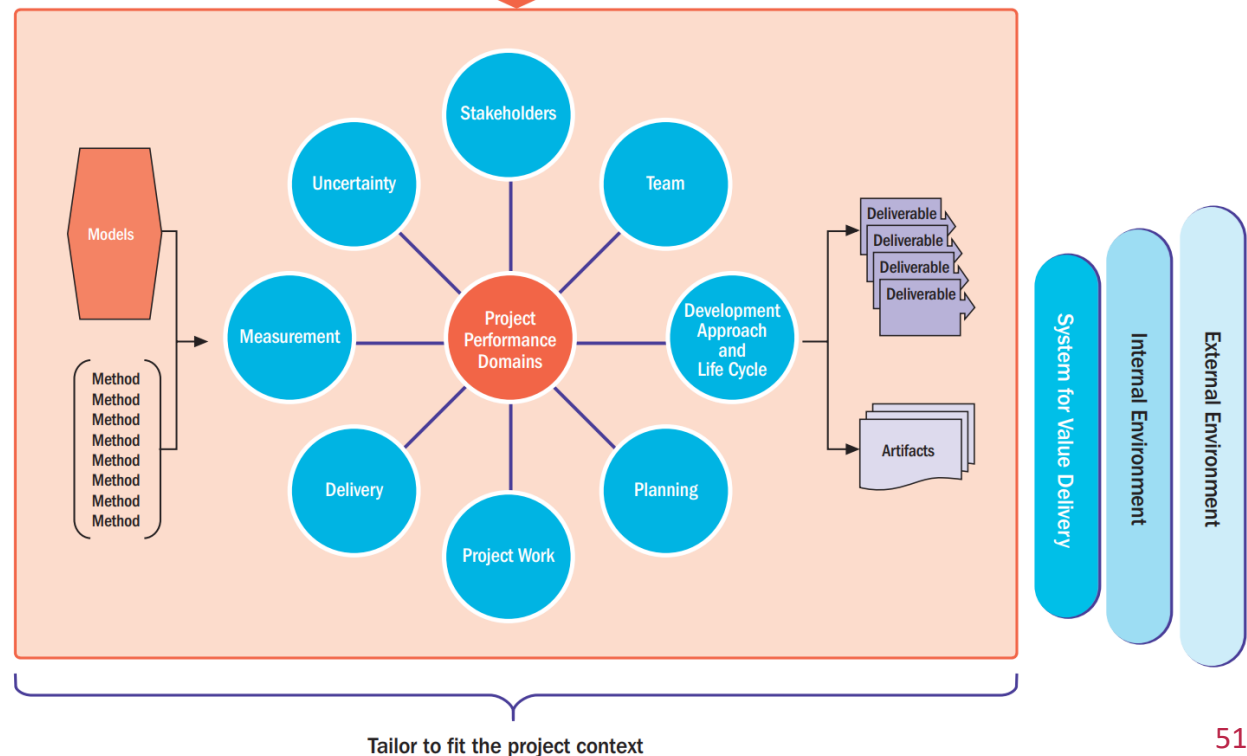 Stakeholders
Uncertainty
Team
Models
Deliverable
Deliverable
Deliverable
Deliverable
Measurement
Project
Performance
Domains
Development
Approach
and
Life Cycle
Method
Method
Method
Method
Method
Method
Method
Method
Delivery
Project Work
Planning
Artifacts
System for Value Delivery
Internal Environment
External Environment
Tailor to fit the project context
51